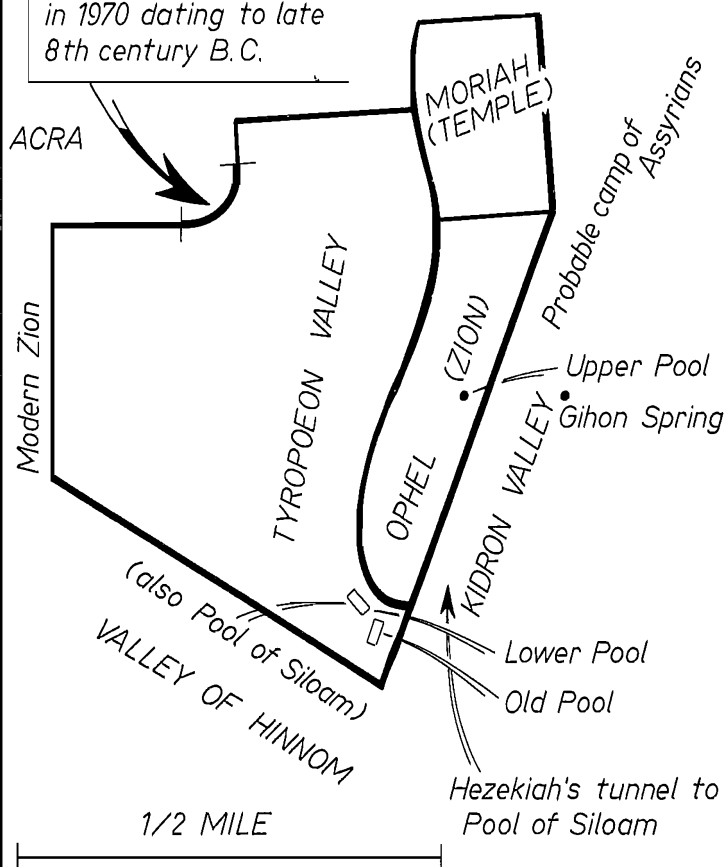 in 1970 dating to late
8th century B.C.
ACRA
MORIAH
(TEMPLE)
Probable camp of
Assyrians
Modern Zion
TYROPOEON VALLEY
(ZION)
OPHEL
Upper Pool
Gihon Spring
KIDRON VALLEY
(also Pool of Siloam)
VALLEY OF HINNOM
Lower Pool
Old Pool
Hezekiah's tunnel to
Pool of Siloam
1/2 MILE